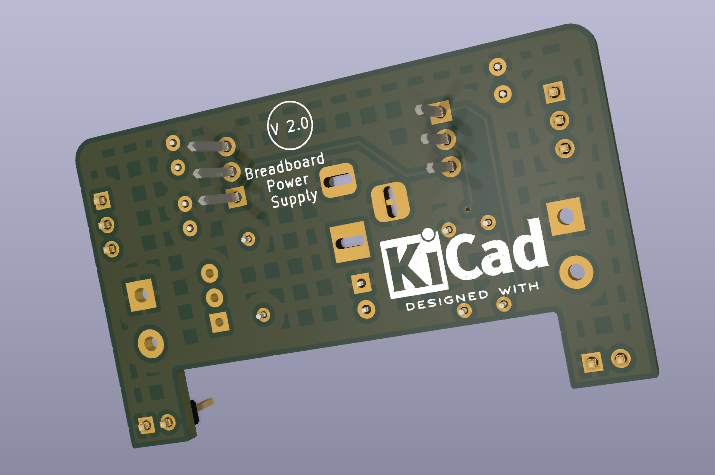 V 2.0
Breadboard
Power
Supply
KiCad
DESIGNED WITH